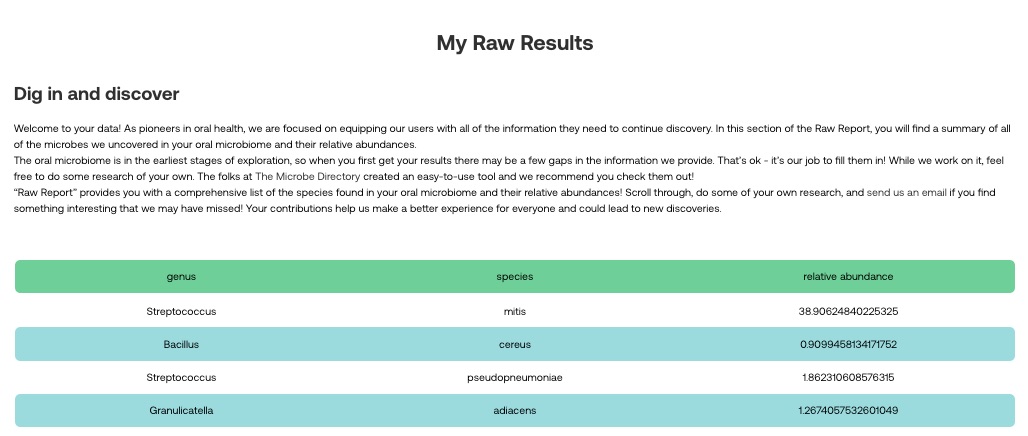 My Raw Results
Dig in and discover
Welcome to your data! As pioneers in oral health, we are focused on equipping our users with all of the information they need to continue discovery. In this section of the Raw Report, you will find a summary of all
of the microbes we uncovered in your oral microbiome and their relative abundances.
The oral microbiome is in the earliest stages of exploration, so when you first get your results there may be a few gaps in the information we provide. That's ok - it's our job to fill them in! While we work on it, feel
free to do some research of your own. The folks at The Microbe Directory created an easy-to-use tool and we recommend you check them out!
“Raw Report” provides you with a comprehensive list of the species found in your oral microbiome and their relative abundances! Scroll through, do some of your own research, and send us an email if you find
something interesting that we may have missed! Your contributions help us make a better experience for everyone and could lead to new discoveries.
genus species relative abundance
Streptococcus mitis 38.90624840225325
Bacillus cereus 0.9099458134171752
Streptococcus pseudopneumoniae 1.862310608576315
Granulicatella adiacens 1.2674057532601049